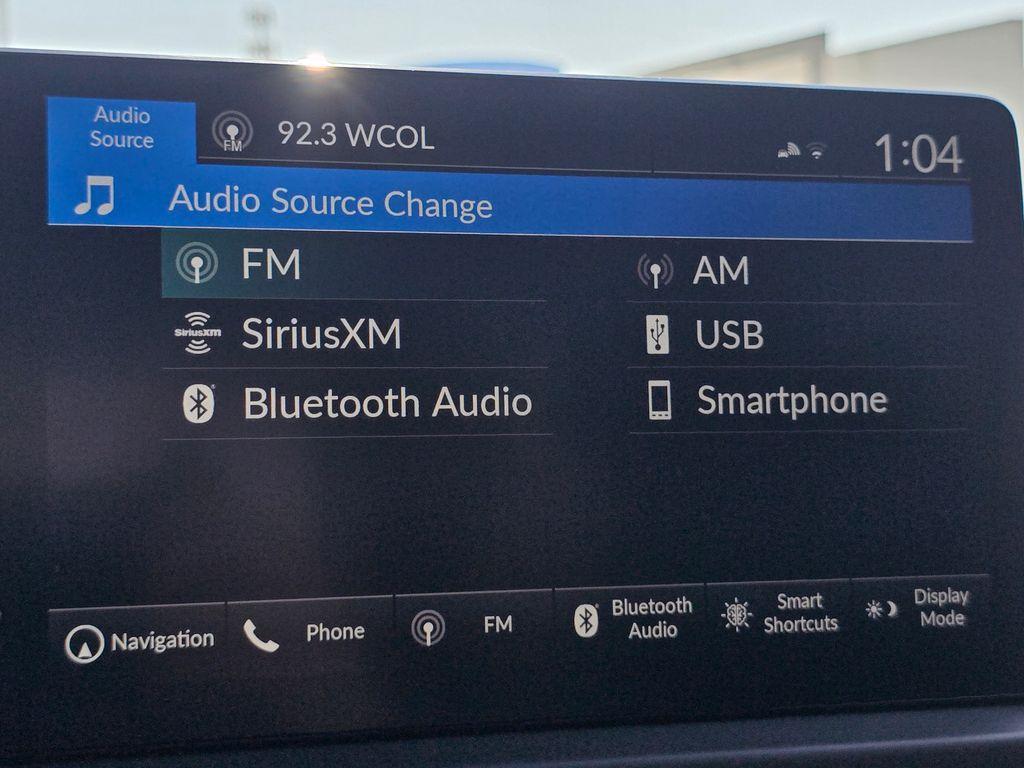 Audio
Source
FM
92.3 WCOL
1:04
Audio Source Change
FM
AM
SiriusXM
SiriusXM
USB
Bluetooth Audio
Smartphone
Navigation
Phone
FM
Bluetooth
Audio
Smart
Shortcuts
Display
Mode